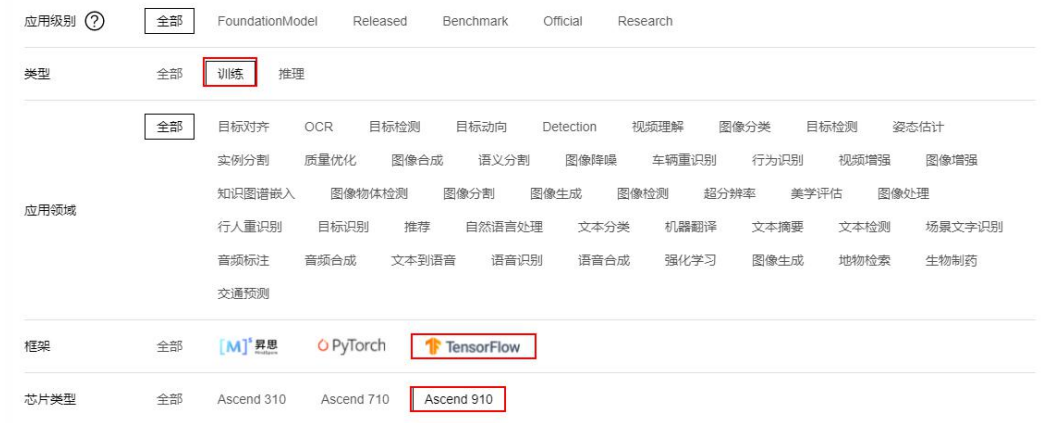 应用级别 ? 全部 FoundationModel Released Benchmark Official Research
类型 全部 训练 推理
全部 目标对齐 OCR 目标检测 目标动向 Detection 视频理解 图像分类 目标检测 姿态估计
实例分割 质量优化 图像合成 语义分割 图像降噪 车辆重识别 行为识别 视频增强 图像增强
知识图谱嵌入 图像物体检测 图像分割 图像生成 图像检测 超分辨率 美学评估 图像处理
应用领域
行人重识别 目标识别 推荐 自然语言处理 文本分类 机器翻译 文本摘要 文本检测 场景文字识别
音频标注 音频合成 文本到语音 语音识别 语音合成 强化学习 图像生成 地物检索 生物制药
交通预测
框架 全部 [M]s 昇思 PyTorch TensorFlow
芯片类型 全部 Ascend 310 Ascend 710 Ascend 910